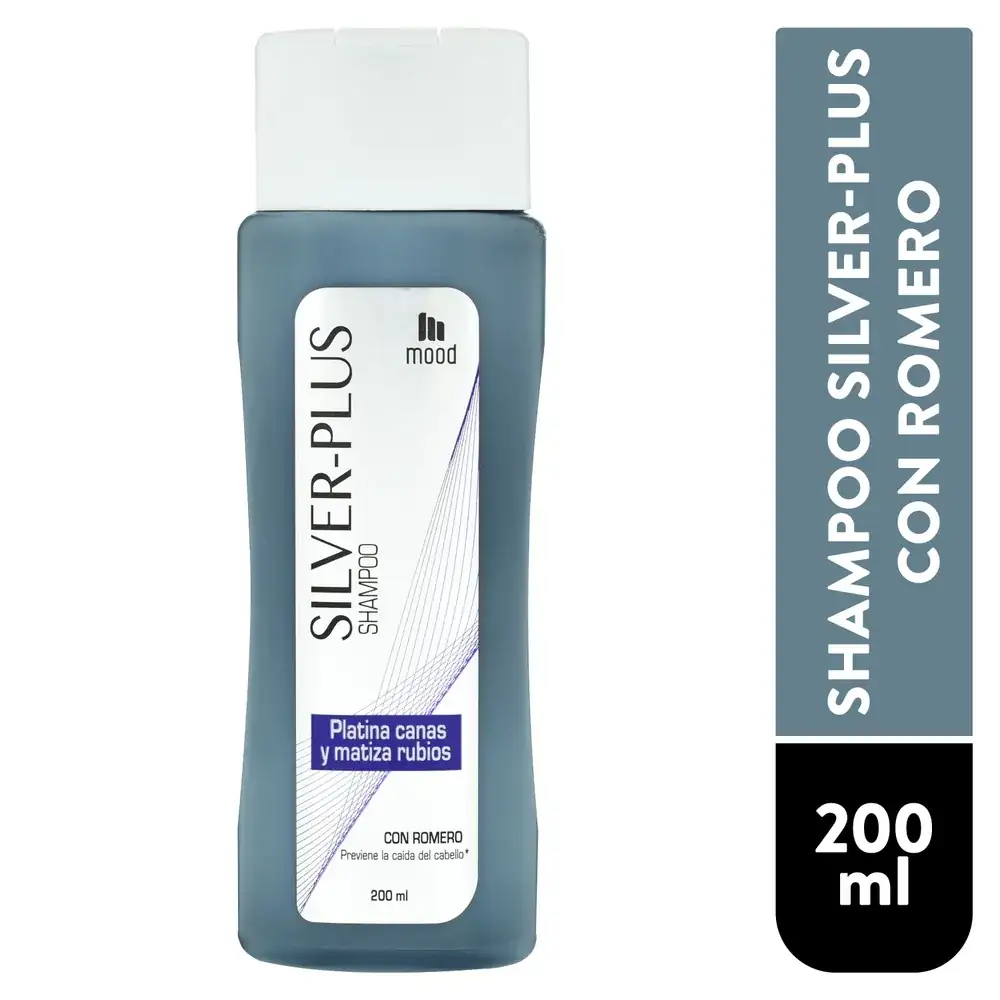 mood
SILVER-PLUS
SHAMPOO
Platina canas
y matiza rubios
CON ROMERO
Previene la caída del cabello*
200 ml
SHAMPOO SILVER-PLUS
CON ROMERO
200
ml